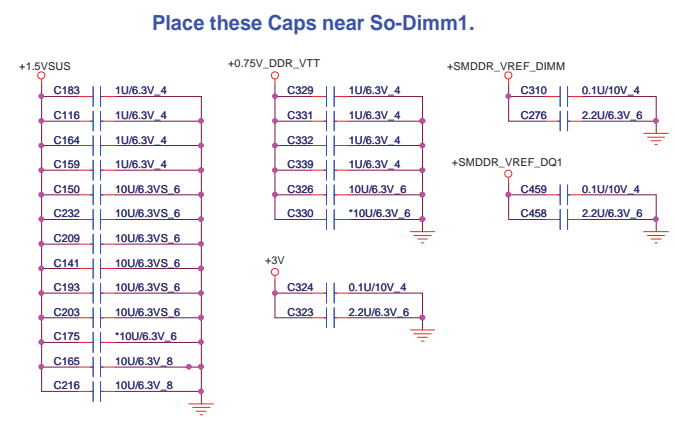 Place these Caps near So-Dimm1.
+1.5VSUS
C183 1U/6.3V_4
C116 1U/6.3V_4
C164 1U/6.3V_4
C159 1U/6.3V_4
C150 10U/6.3VS_6
C232 10U/6.3VS_6
C209 10U/6.3VS_6
C141 10U/6.3VS_6
C193 10U/6.3VS_6
C203 10U/6.3VS_6
C175 *10U/6.3V_6
C165 10U/6.3V_8
C216 10U/6.3V_8
+0.75V_DDR_VTT
C329 1U/6.3V_4
C331 1U/6.3V_4
C332 1U/6.3V_4
C339 1U/6.3V_4
C326 10U/6.3V_6
C330 *10U/6.3V_6
+3V
C324 0.1U/10V_4
C323 2.2U/6.3V_6
+SMDDR_VREF_DIMM
C310 0.1U/10V_4
C276 2.2U/6.3V_6
+SMDDR_VREF_DQ1
C459 0.1U/10V_4
C458 2.2U/6.3V_6